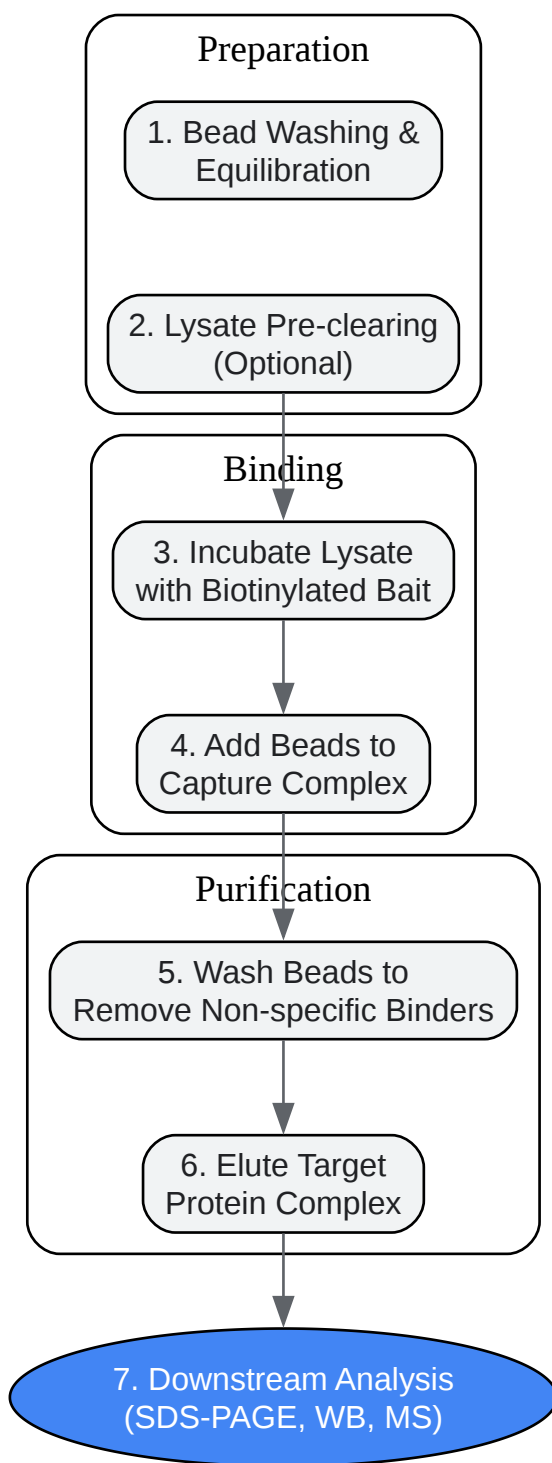 Preparation
1. Bead Washing &
Equilibration
2. Lysate Pre-clearing
(Optional)
Binding
3. Incubate Lysate
with Biotinylated Bait
4. Add Beads to
Capture Complex
Purification
5. Wash Beads to
Remove Non-specific Binders
6. Elute Target
Protein Complex
7. Downstream Analysis
(SDS-PAGE, WB, MS)